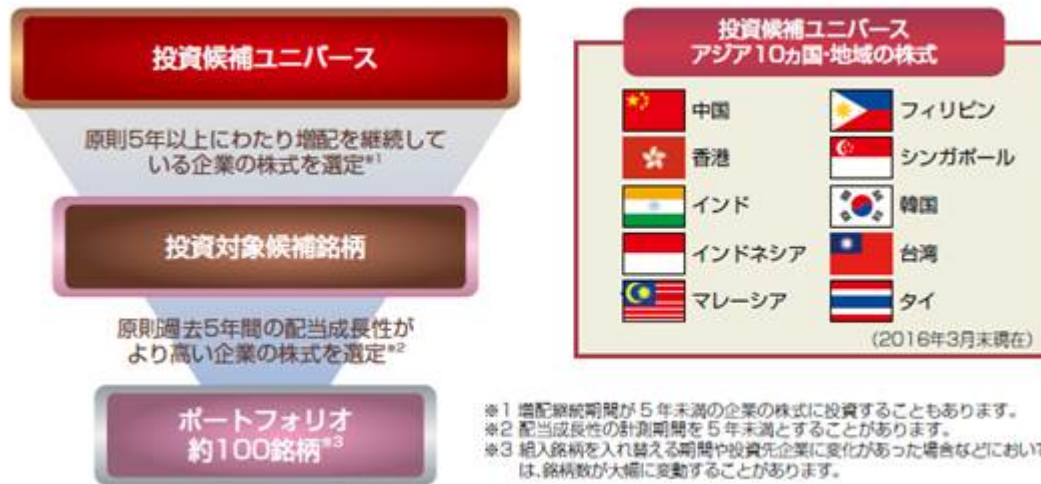 投資候補ユニバース
原則5年以上にわたり増配を継続して
いる企業の株式を選定※1
投資対象候補銘柄
原則過去5年間の配当成長性が
より高い企業の株式を選定※2
ポートフォリオ
約100銘柄※3
投資候補ユニバース
アジア10ヵ国・地域の株式
中国
フィリピン
香港
シンガポール
インド
韓国
インドネシア
台湾
マレーシア
タイ
（2016年3月末現在）
※1 増配継続期間が5年未満の企業の株式に投資することもあります。
※2 配当成長性の計測期間を5年未満とすることがあります。
※3 組入銘柄を入れ替える期間や投資先企業に変化があった場合などにおいて
は、銘柄数が大幅に変動することがあります。